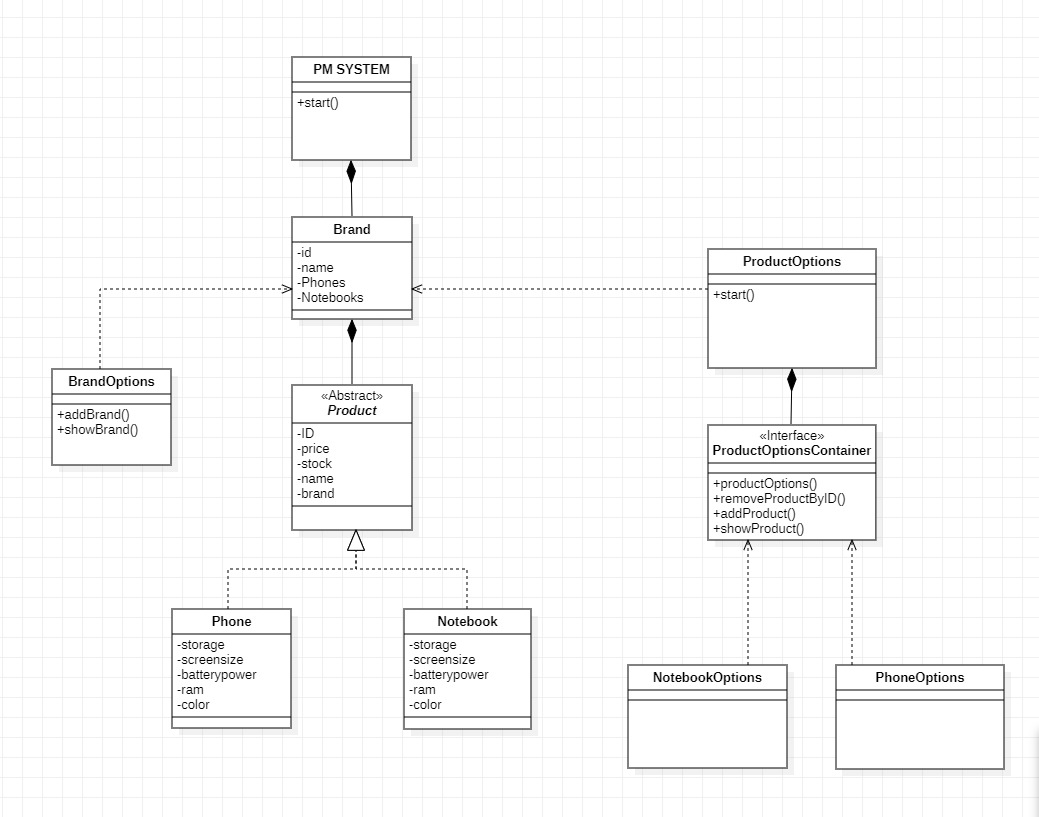 PM SYSTEM
+start()
Brand
-id
-name
-Phones
-Notebooks
ProductOptions
+start()
BrandOptions
+addBrand()
+showBrand()
«Abstract»
Product
-ID
-price
-stock
-name
-brand
«Interface»
ProductOptionsContainer
+productOptions()
+removeProductByID()
+addProduct()
+showProduct()
Phone
-storage
-screensize
-batterypower
-ram
-color
Notebook
-storage
-screensize
-batterypower
-ram
-color
NotebookOptions
PhoneOptions